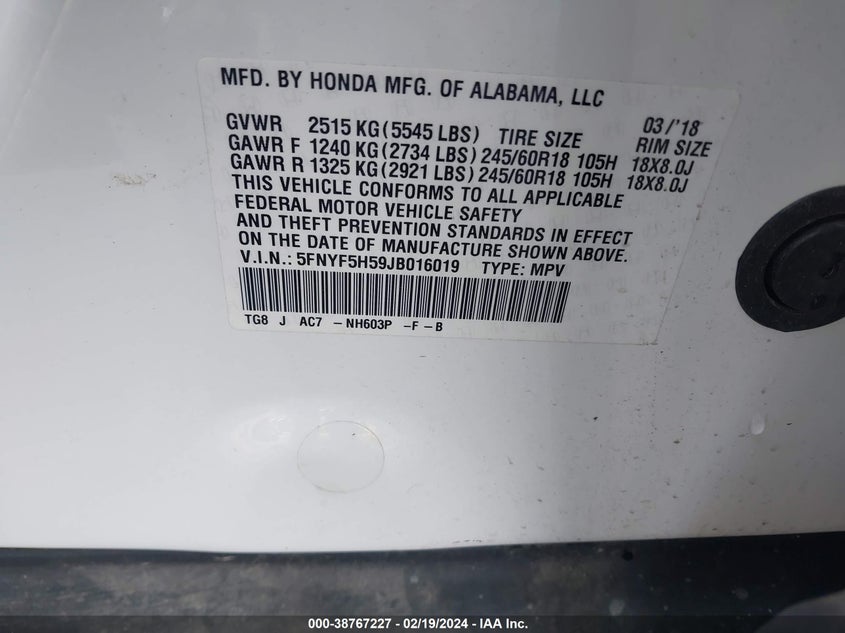 MFD. BY HONDA MFG. OF ALABAMA, LLC
GVWR 2515 KG (5545 LBS) TIRE SIZE 03/'18 RIM SIZE
GAWR F 1240 KG (2734 LBS) 245/60R18 105H 18X8.0J
GAWR R 1325 KG (2921 LBS) 245/60R18 105H 18X8.0J
THIS VEHICLE CONFORMS TO ALL APPLICABLE
FEDERAL MOTOR VEHICLE SAFETY
AND THEFT PREVENTION STANDARDS IN EFFECT
ON THE DATE OF MANUFACTURE SHOWN ABOVE.
V.I.N.: 5FNYF5H59JB016019 TYPE: MPV
TG8 J AC7 -NH603P -F-B
000-38767227 - 02/19/2024 - IAA Inc.